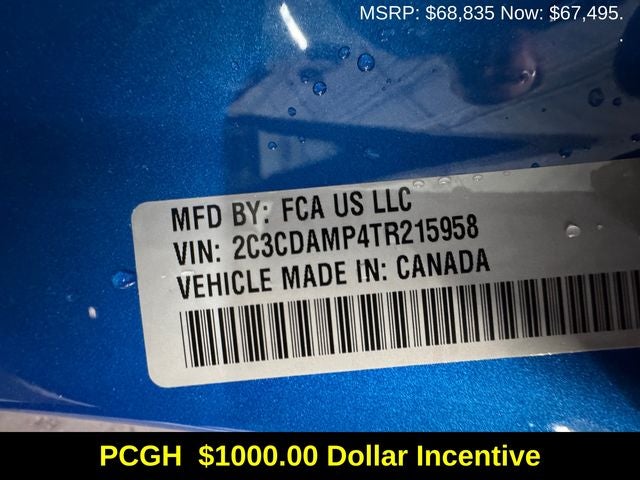 MSRP: $68,835 Now: $67,495.
MFD BY: FCA US LLC
VIN: 2C3CDAMP4TR215958
VEHICLE MADE IN: CANADA
PCGH $1000.00 Dollar Incentive